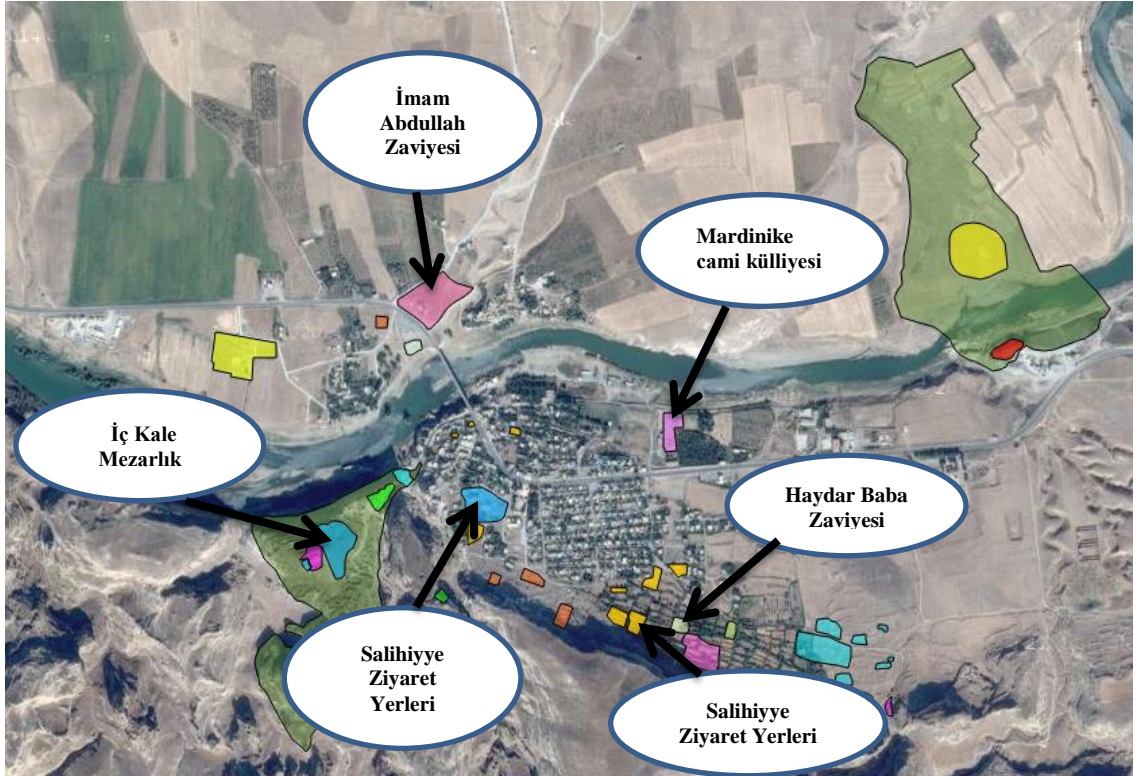 İmam
Abdullah
Zaviyesi
Mardinike
cami külliyesi
İç Kale
Mezarlık
Haydar Baba
Zaviyesi
Salihiyye
Ziyaret
Yerleri
Salihiyye
Ziyaret Yerleri